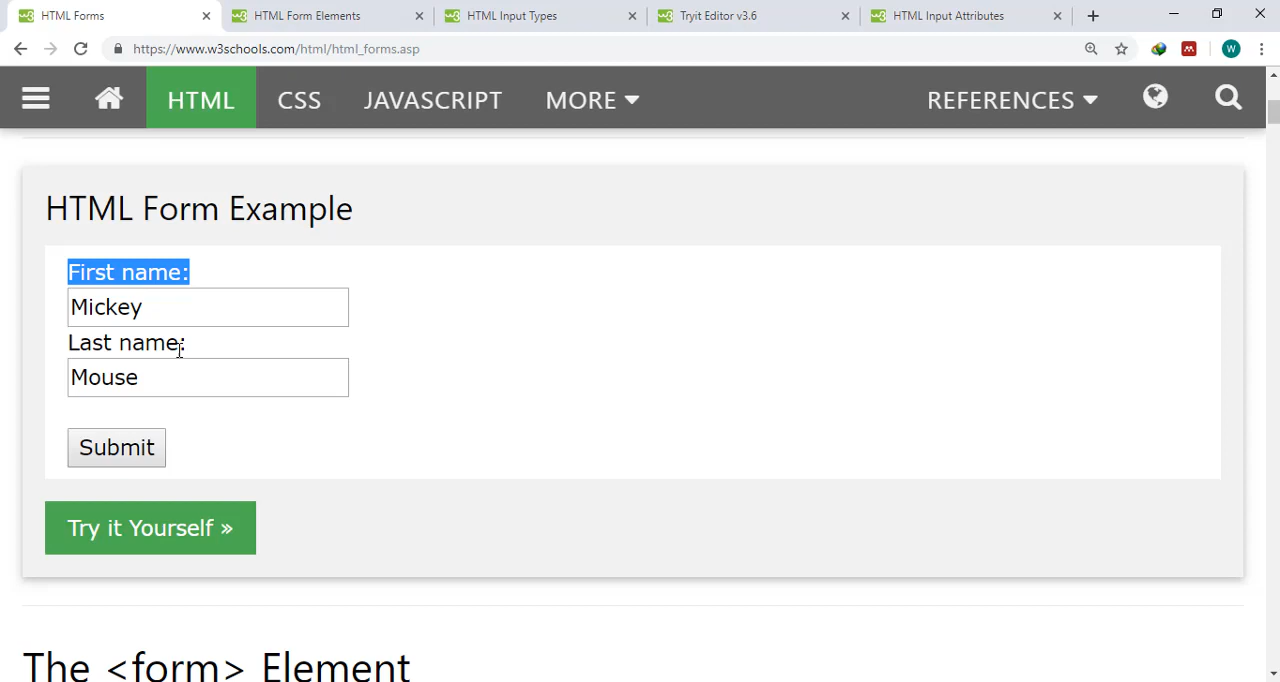 HTML Forms
HTML Form Elements
HTML Input Types
Tryit Editor v3.6
HTML Input Attributes
https://www.w3schools.com/html/html_forms.asp
W
HTML
CSS
JAVASCRIPT
MORE
REFERENCES
HTML Form Example
First name:
Mickey
Last name:
Mouse
Submit
Try it Yourself »
The <form> Element